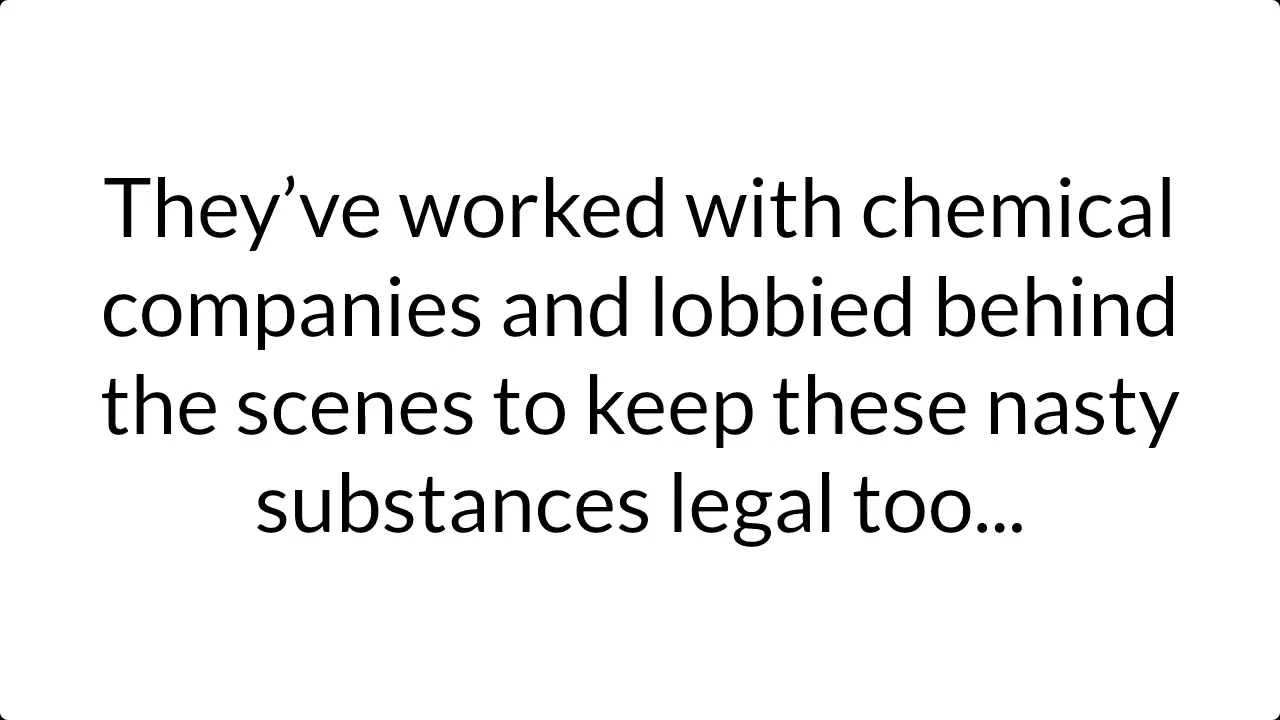 They’ve worked with chemical
companies and lobbied behind
the scenes to keep these nasty
substances legal too...